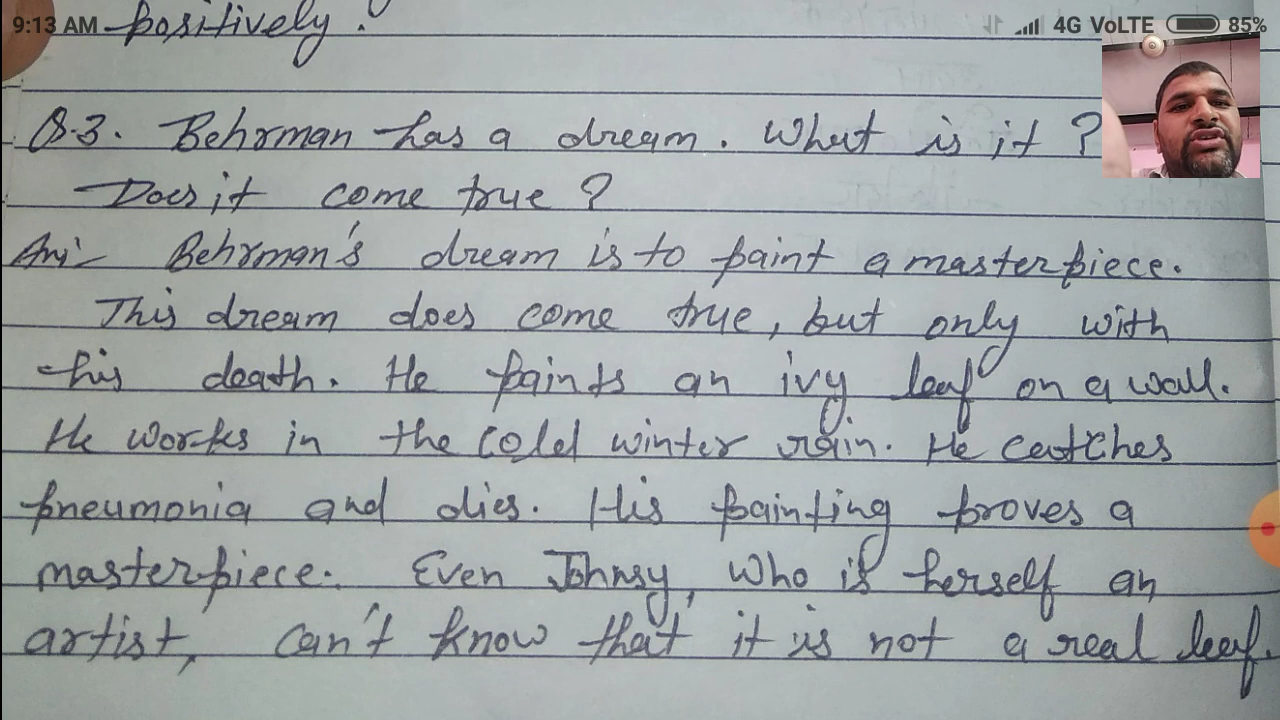 9:13 AM 4G VoLTE 85%
positively.
Q.3. Behrman has a dream. What is it ?
Does it come true ?
Ans- Behrman's dream is to paint a masterpiece.
This dream does come true, but only with
his death. He paints an ivy leaf on a wall.
He works in the cold winter rain. He catches
pneumonia and dies. His painting proves a
masterpiece. Even Johnsy, who is herself an
artist, can't know that it is not a real leaf.